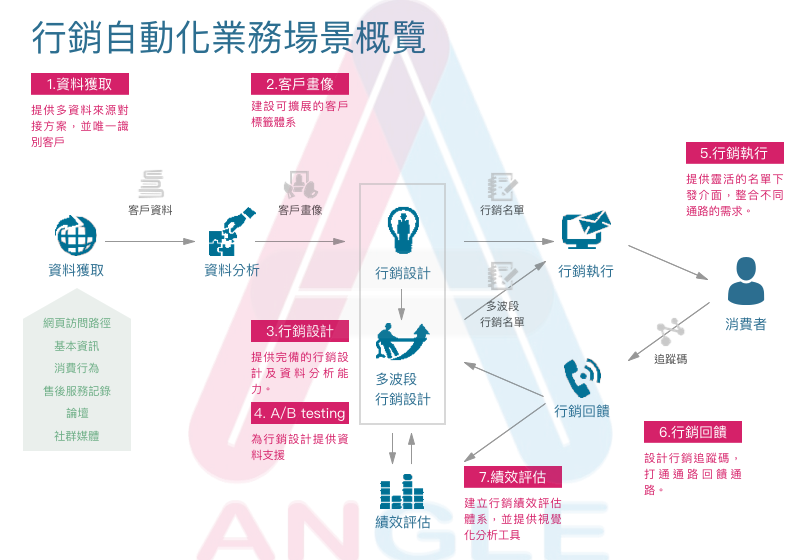 行銷自動化業務場景概覽
1.資料獲取
提供多資料來源對
接方案，並唯一識
別客戶
2.客戶畫像
建設可擴展的客戶
標籤體系
5.行銷執行
提供靈活的名單下
發介面，整合不同
通路的需求。
客戶資料
客戶畫像
行銷名單
資料獲取
資料分析
行銷設計
行銷執行
多波段
行銷名單
消費者
追蹤碼
網頁訪問路徑
基本資訊
消費行為
售後服務記錄
論壇
社群媒體
3.行銷設計
提供完備的行銷設
計及資料分析能
力。
4. A/B testing
為行銷設計提供資
料支援
多波段
行銷設計
行銷回饋
6.行銷回饋
設計行銷追蹤碼，
打通通路回饋通
路。
7.績效評估
建立行銷績效評估
體系，並提供視覺
化分析工具
績效評估
ANGLE